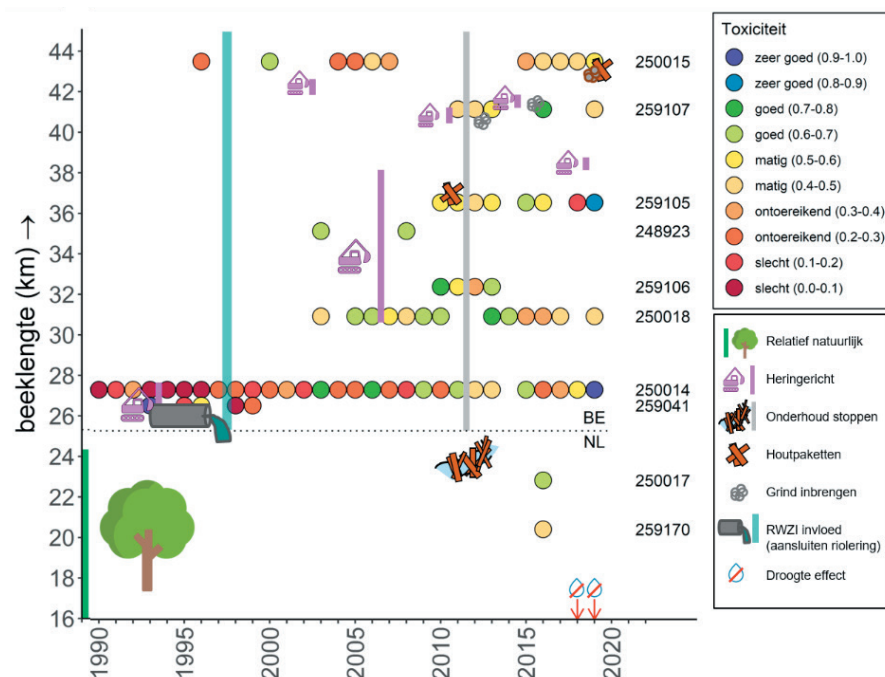 beeklengte (km) →
44
42
40
38
36
34
32
30
28
26
24
22
20
18
16
1990
1995
2000
2005
2010
2015
2020
250015
259107
259105
248923
259106
250018
250014
259041
BE
NL
250017
259170
Toxiciteit
zeer goed (0.9-1.0)
zeer goed (0.8-0.9)
goed (0.7-0.8)
goed (0.6-0.7)
matig (0.5-0.6)
matig (0.4-0.5)
ontoereikend (0.3-0.4)
ontoereikend (0.2-0.3)
slecht (0.1-0.2)
slecht (0.0-0.1)
Relatief natuurlijk
Heringericht
Onderhoud stoppen
Houtpaketten
Grind inbrengen
RWZI invloed
(aansluiten riolering)
Droogte effect